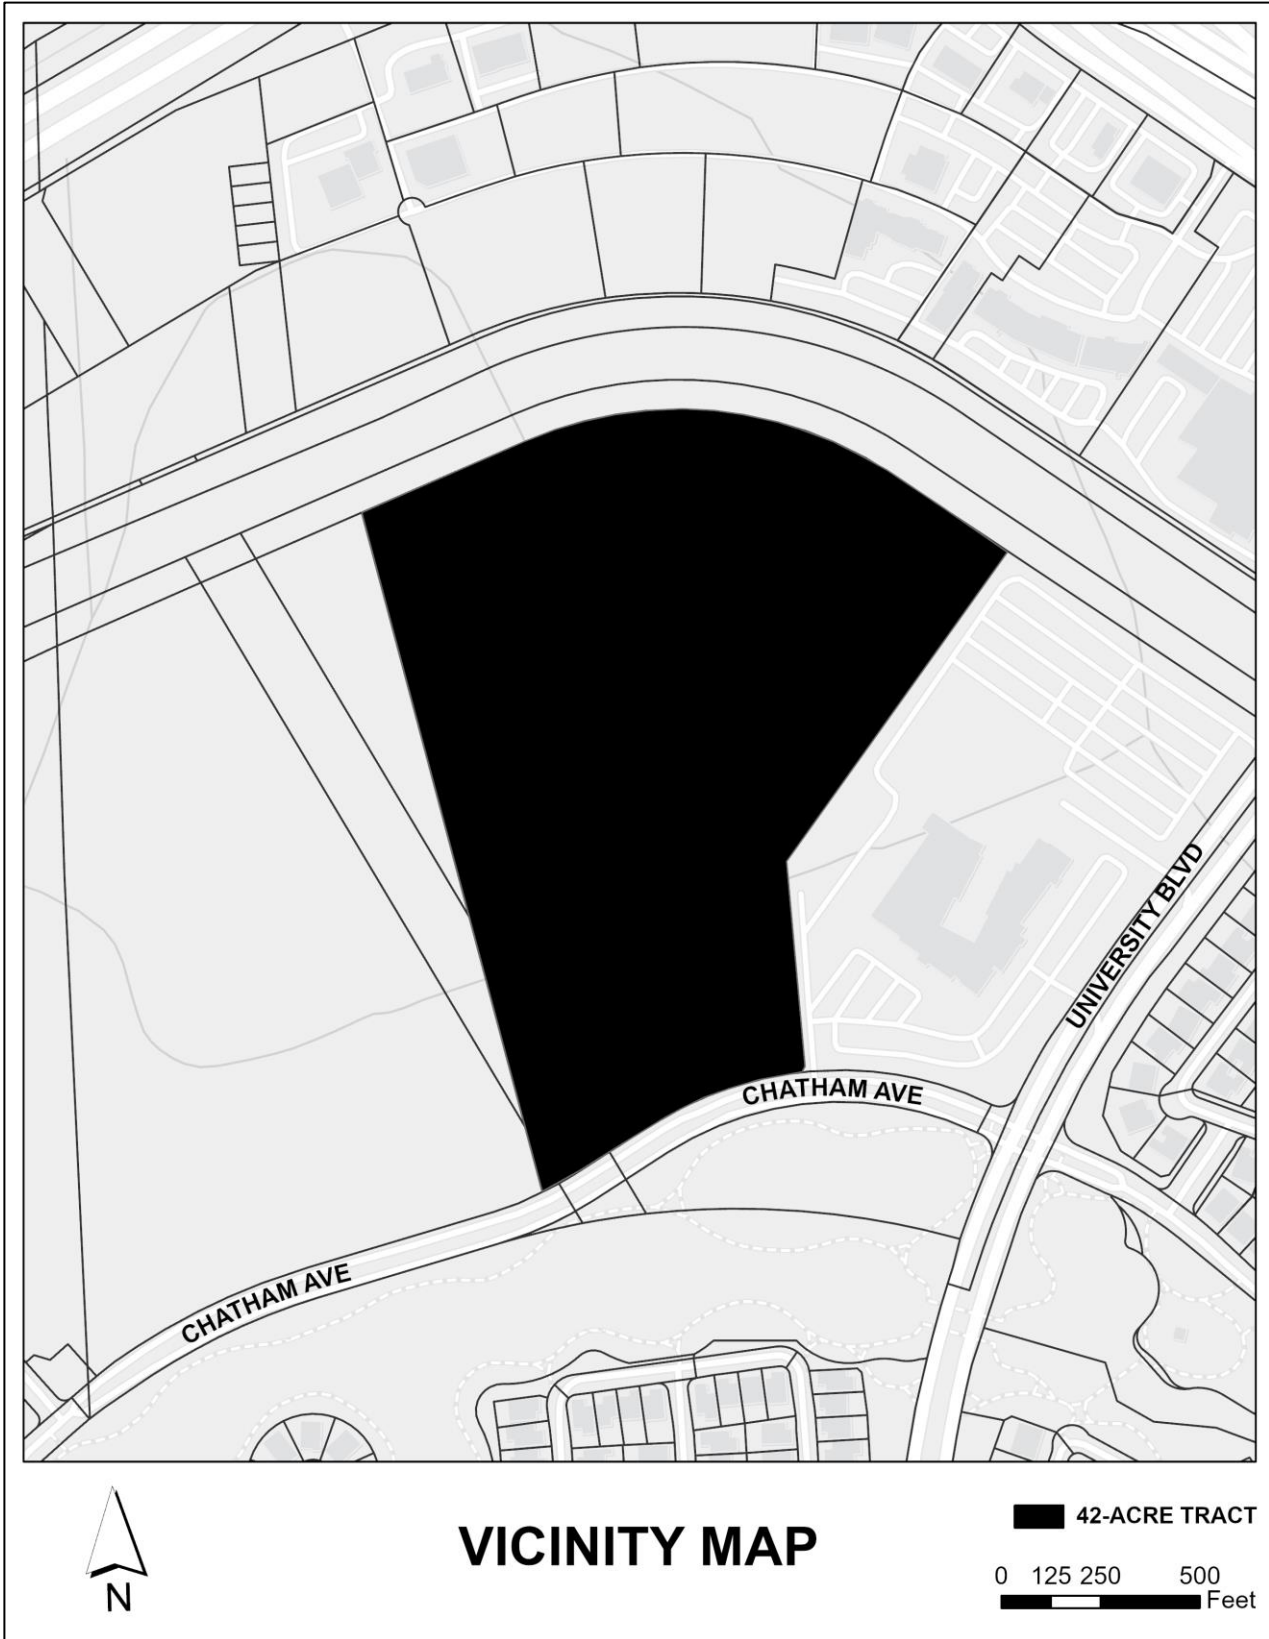 UNIVERSITY BLVD
CHATHAM AVE
CHATHAM AVE
N
VICINITY MAP
42-ACRE TRACT
0 125 250 500
Feet